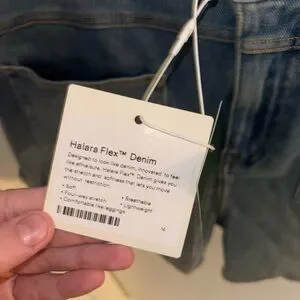 Halara Flex™ Denim
Designed to look like denim, innovated to feel
like athleisure. Halara Flex™ Denim gives you
the stretch and softness that lets you move
without restriction.
• Soft
• Breathable
• Four-way stretch
• Lightweight
• Comfortable like leggings